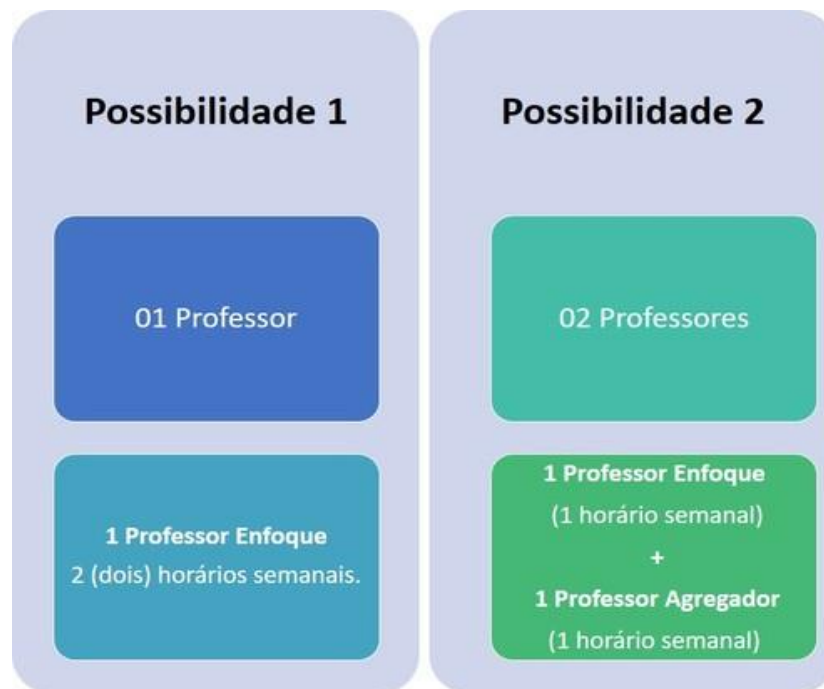 Possibilidade 1
01 Professor
1 Professor Enfoque
2 (dois) horários semanais.
Possibilidade 2
02 Professores
1 Professor Enfoque
(1 horário semanal)
+
1 Professor Agregador
(1 horário semanal)